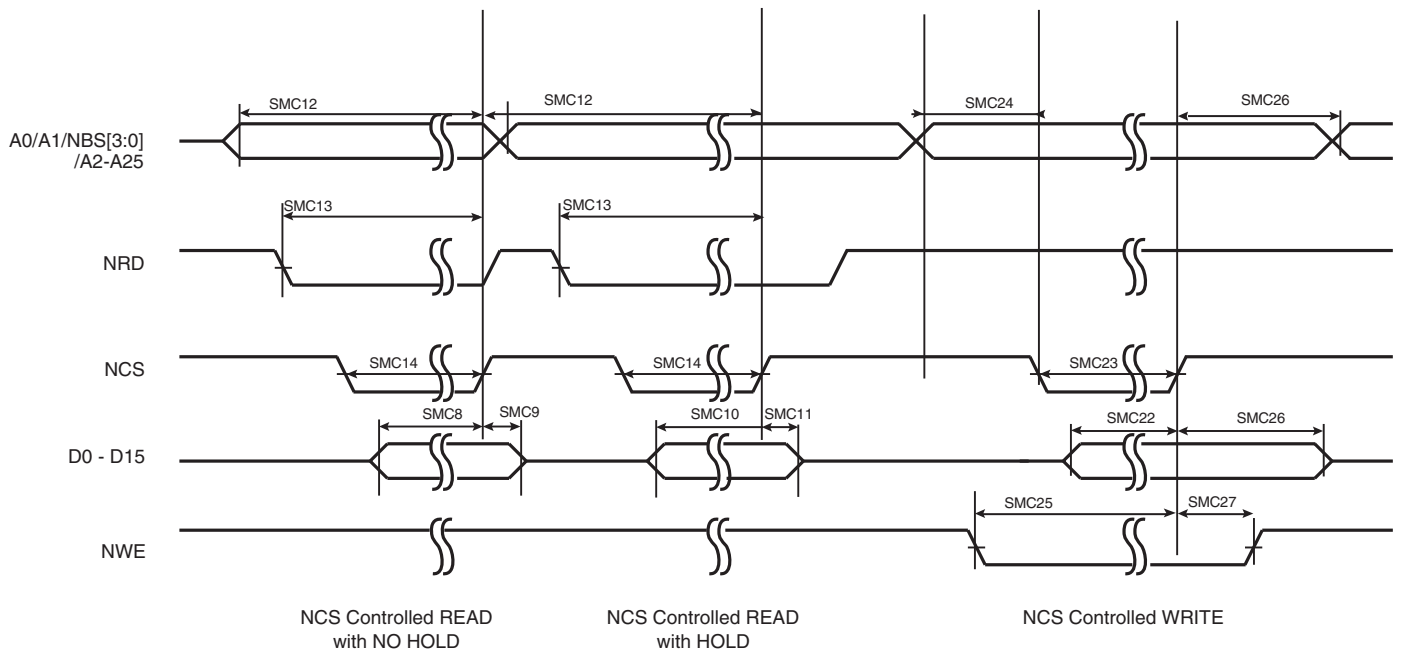 SMC12
SMC12
SMC24
SMC26
A0/A1/NBS[3:0]
/A2-A25
SMC13
SMC13
NRD
NCS
SMC14
SMC14
SMC23
SMC8
SMC9
SMC10
SMC11
SMC22
SMC26
D0 - D15
SMC25
SMC27
NWE
NCS Controlled READ
with NO HOLD
NCS Controlled READ
with HOLD
NCS Controlled WRITE